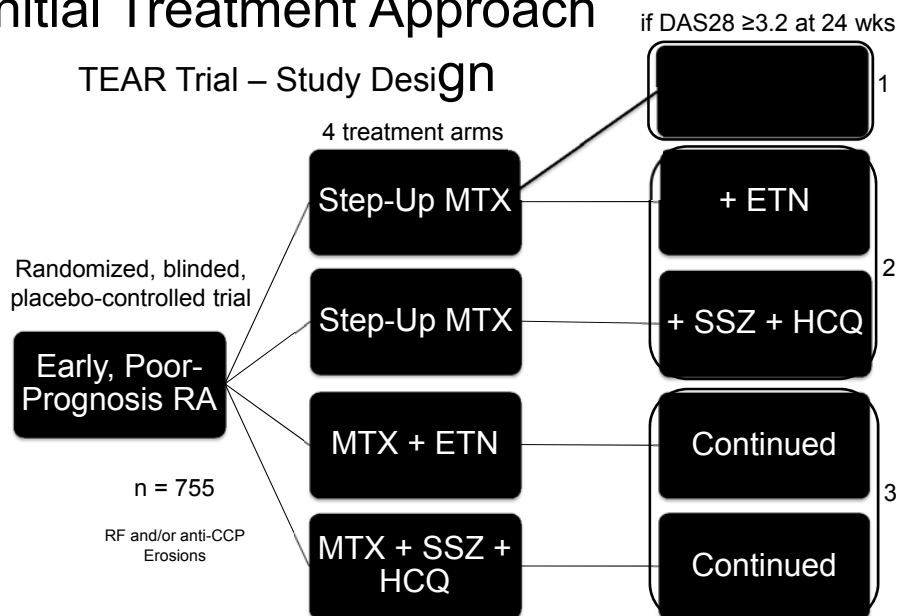 nitial Treatment Approach
TEAR Trial – Study Design
if DAS28 ≥3.2 at 24 wks
4 treatment arms
1
Step-Up MTX
+ ETN
Randomized, blinded,
placebo-controlled trial
2
Step-Up MTX
+ SSZ + HCQ
Early, Poor-
Prognosis RA
MTX + ETN
Continued
n = 755
3
RF and/or anti-CCP
Erosions
MTX + SSZ +
HCQ
Continued